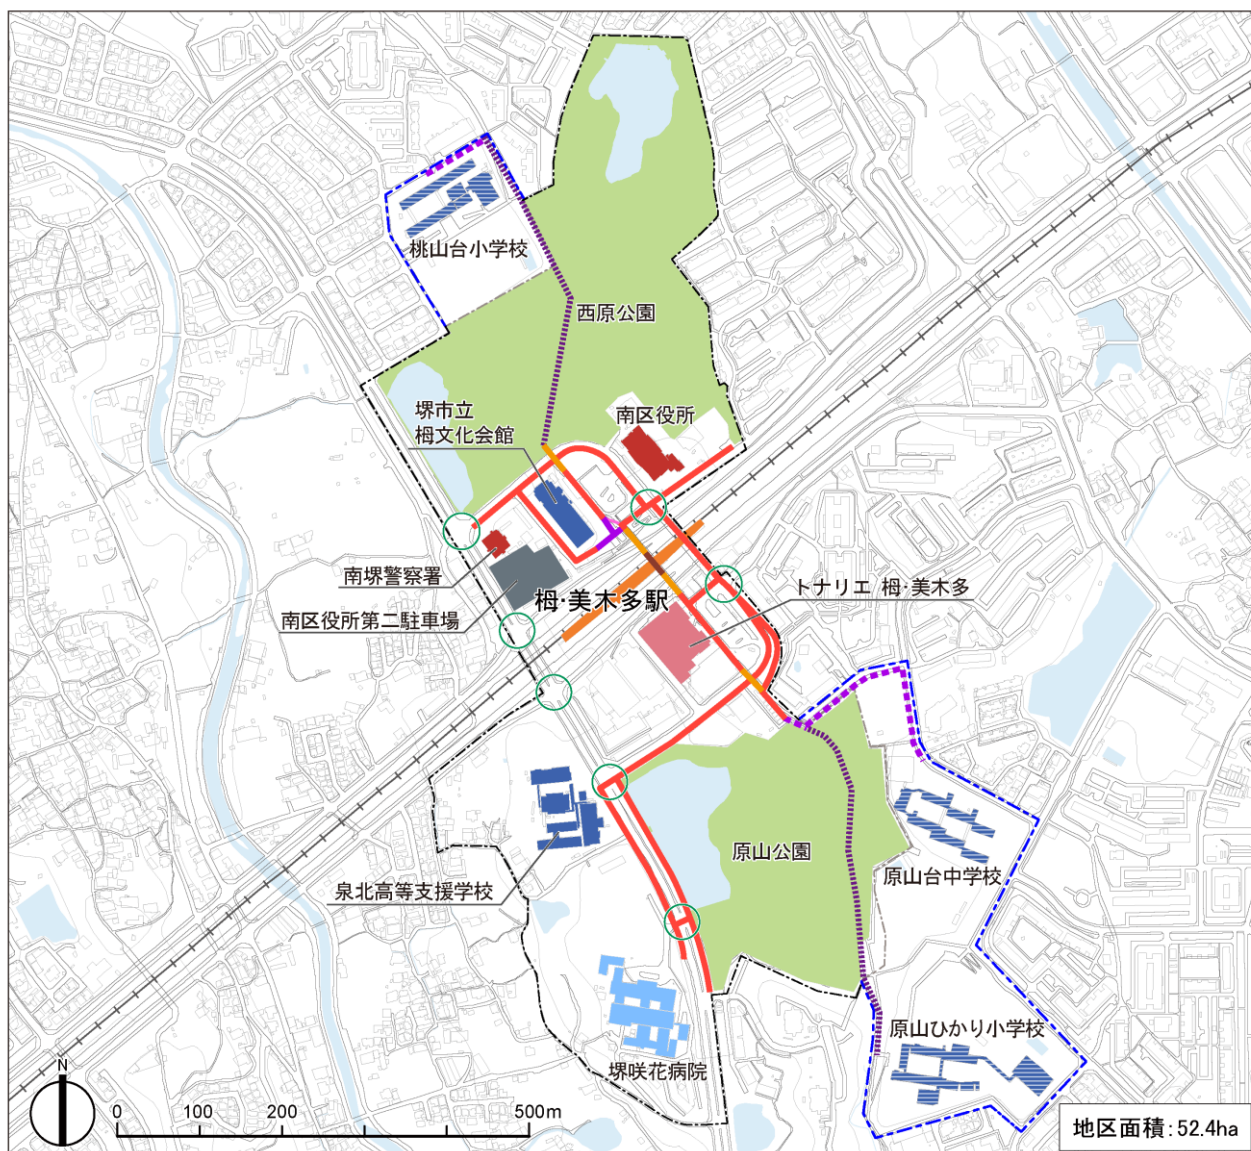 桃山台小学校
西原公園
堺市立
栂文化会館
南区役所
南堺警察署
南区役所第二駐車場
栂・美木多駅
トナリエ 栂・美木多
泉北高等支援学校
原山公園
原山台中学校
原山ひかり小学校
堺咲花病院
N
0 100 200 500m
地区面積：52.4ha